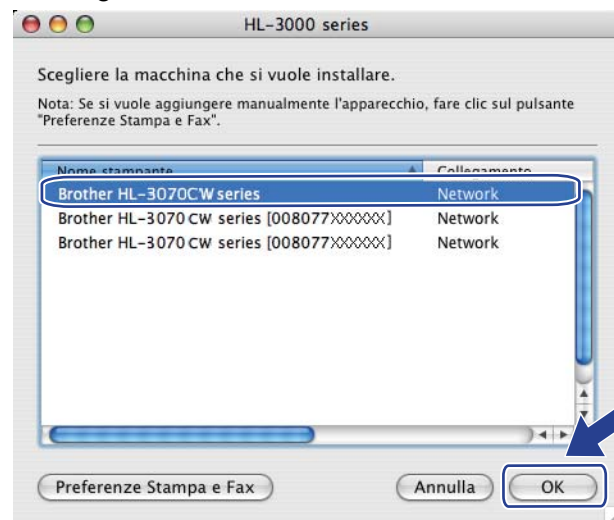 HL-3000 series
Scegliere la macchina che si vuole installare.
Nota: Se si vuole aggiungere manualmente l'apparecchio, fare clic sul pulsante
"Preferenze Stampa e Fax".
Nome stampante Collegamento
Brother HL-3070CW series Network
Brother HL-3070 CW series [008077XXXXXX] Network
Brother HL-3070 CW series [008077XXXXXX] Network
Preferenze Stampa e Fax Annulla OK